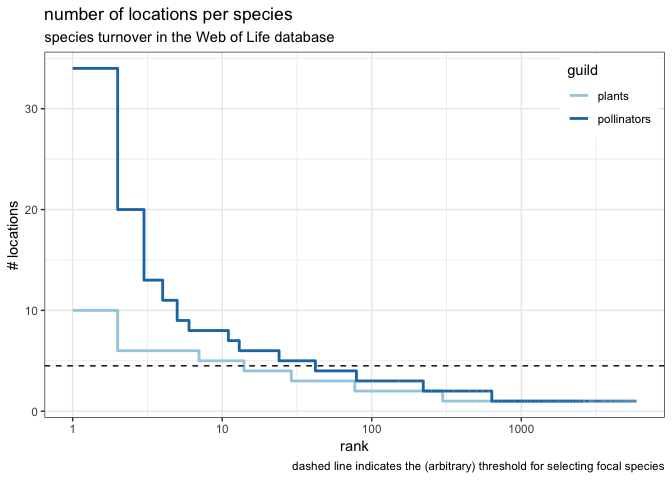 number of locations per species
species turnover in the Web of Life database
guild
plants
pollinators
# locations
30
20
10
0
1
10
100
1000
rank
dashed line indicates the (arbitrary) threshold for selecting focal species